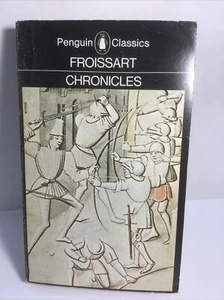 Penguin Classics
FROISSART
CHRONICLES